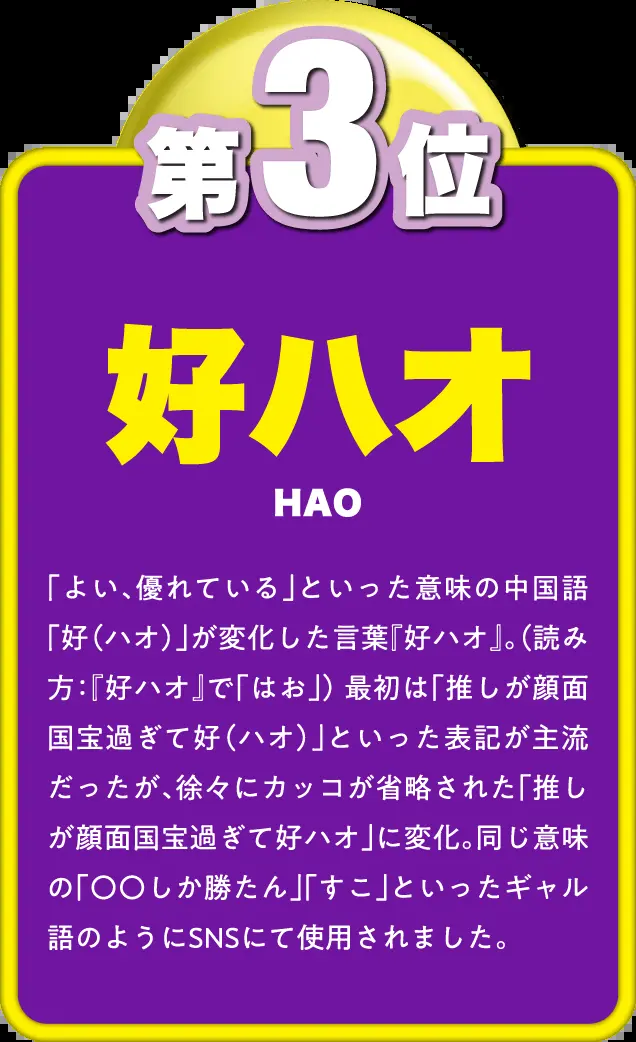 第3位
好ハオ
HAO
「よい、優れている」といった意味の中国語
「好（ハオ）」が変化した言葉『好ハオ』。（読み
方：『好ハオ』で「はお」）最初は「推しが顔面
国宝過ぎて好（ハオ）」といった表記が主流
だったが、徐々にカッコが省略された「推し
が顔面国宝過ぎて好ハオ」に変化。同じ意味
の「〇〇しか勝たん」「すこ」といったギャル
語のようにSNSにて使用されました。